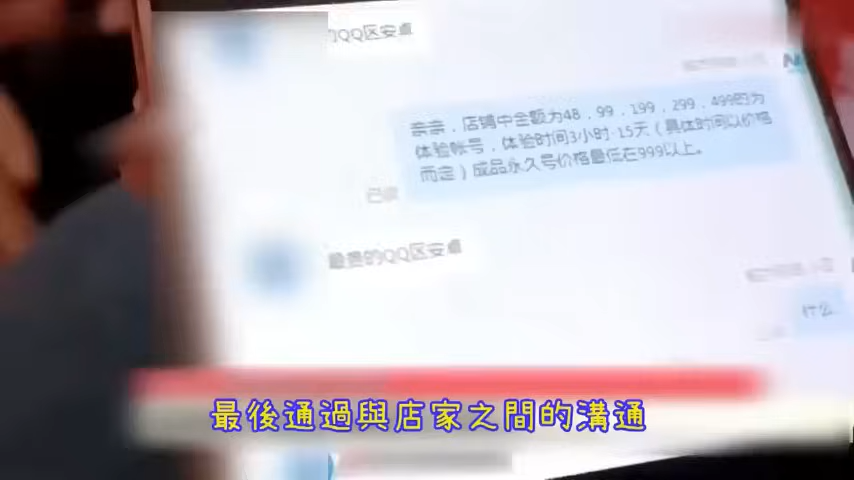 QQ区安卓
亲亲，店铺中金额为48，99，199，299，499的为
体验帐号，体验时间3小时-15天（具体时间以价格
而定）成品永久号价格最低在999以上。
已读
最贵的QQ区安卓
什么
最後通過與店家之間的溝通